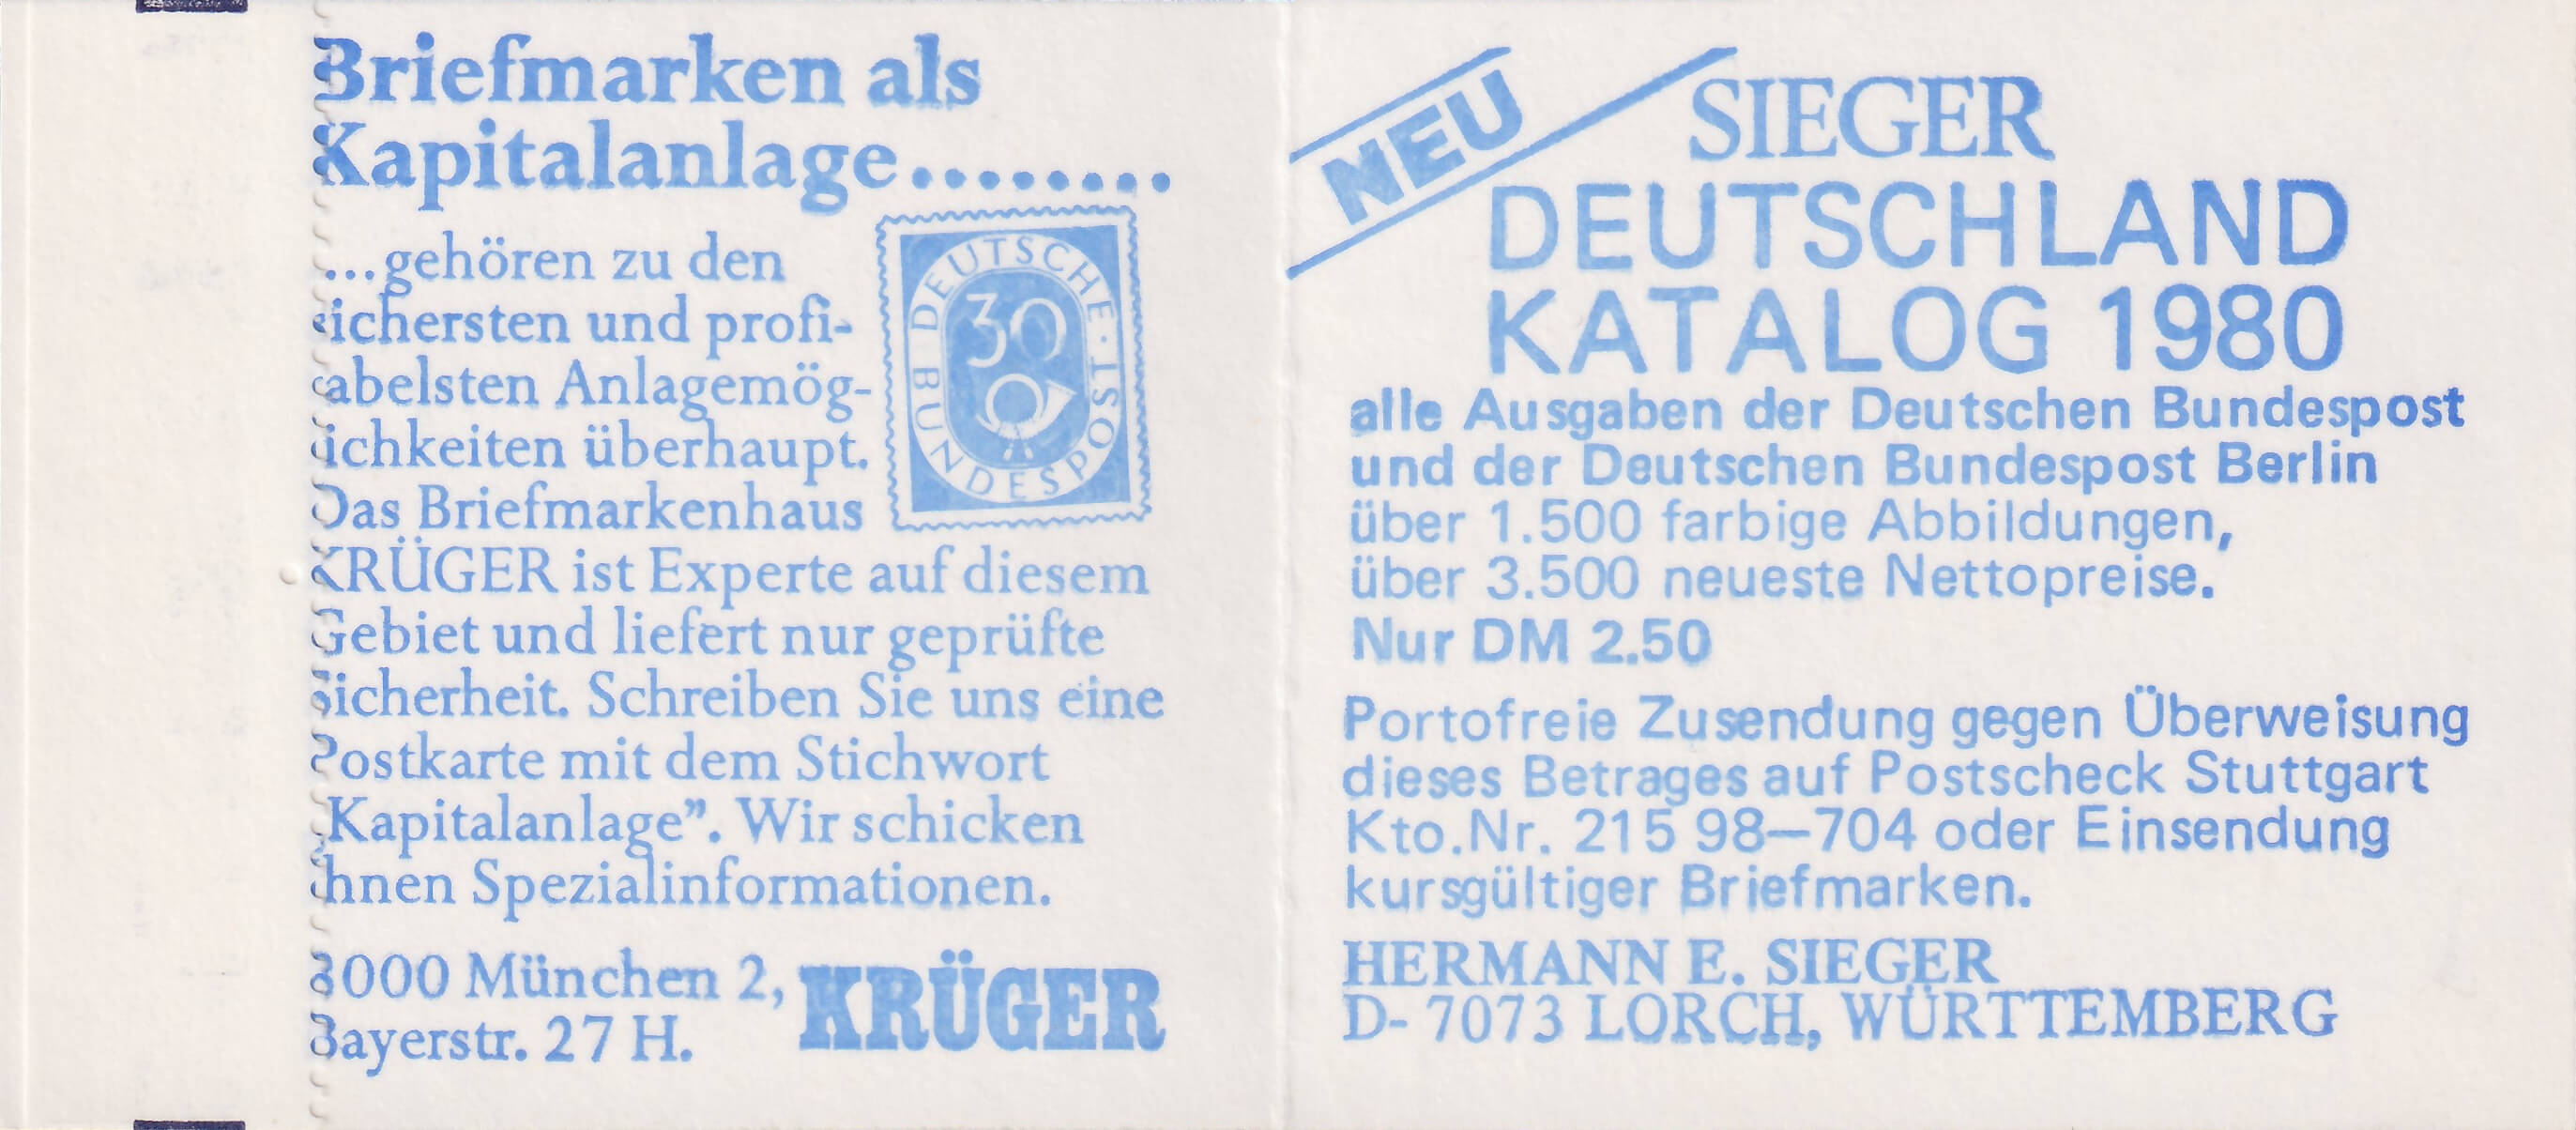 Briefmarken als
Kapitalanlage........
...gehören zu den
sichersten und profi-
tabelsten Anlagemög-
lichkeiten überhaupt.
Das Briefmarkenhaus
KRÜGER ist Experte auf diesem
Gebiet und liefert nur geprüfte
Sicherheit. Schreiben Sie uns eine
Postkarte mit dem Stichwort
„Kapitalanlage”. Wir schicken
Ihnen Spezialinformationen.
8000 München 2,
Bayerstr. 27 H.
KRÜGER
DEUTSCHE · BUNDESPOST
30
NEU
SIEGER
DEUTSCHLAND
KATALOG 1980
alle Ausgaben der Deutschen Bundespost
und der Deutschen Bundespost Berlin
über 1.500 farbige Abbildungen,
über 3.500 neueste Nettopreise.
Nur DM 2.50
Portofreie Zusendung gegen Überweisung
dieses Betrages auf Postscheck Stuttgart
Kto.Nr. 215 98–704 oder Einsendung
kursgültiger Briefmarken.
HERMANN E. SIEGER
D- 7073 LORCH, WÜRTTEMBERG